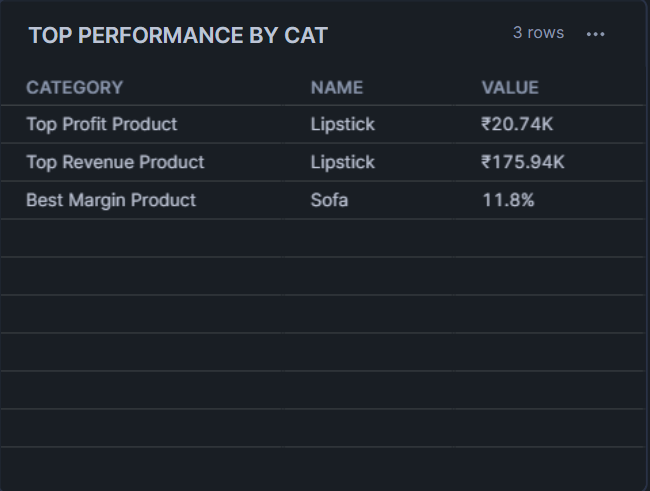 TOP PERFORMANCE BY CAT 3 rows ...
CATEGORY NAME VALUE
Top Profit Product Lipstick ₹20.74K
Top Revenue Product Lipstick ₹175.94K
Best Margin Product Sofa 11.8%